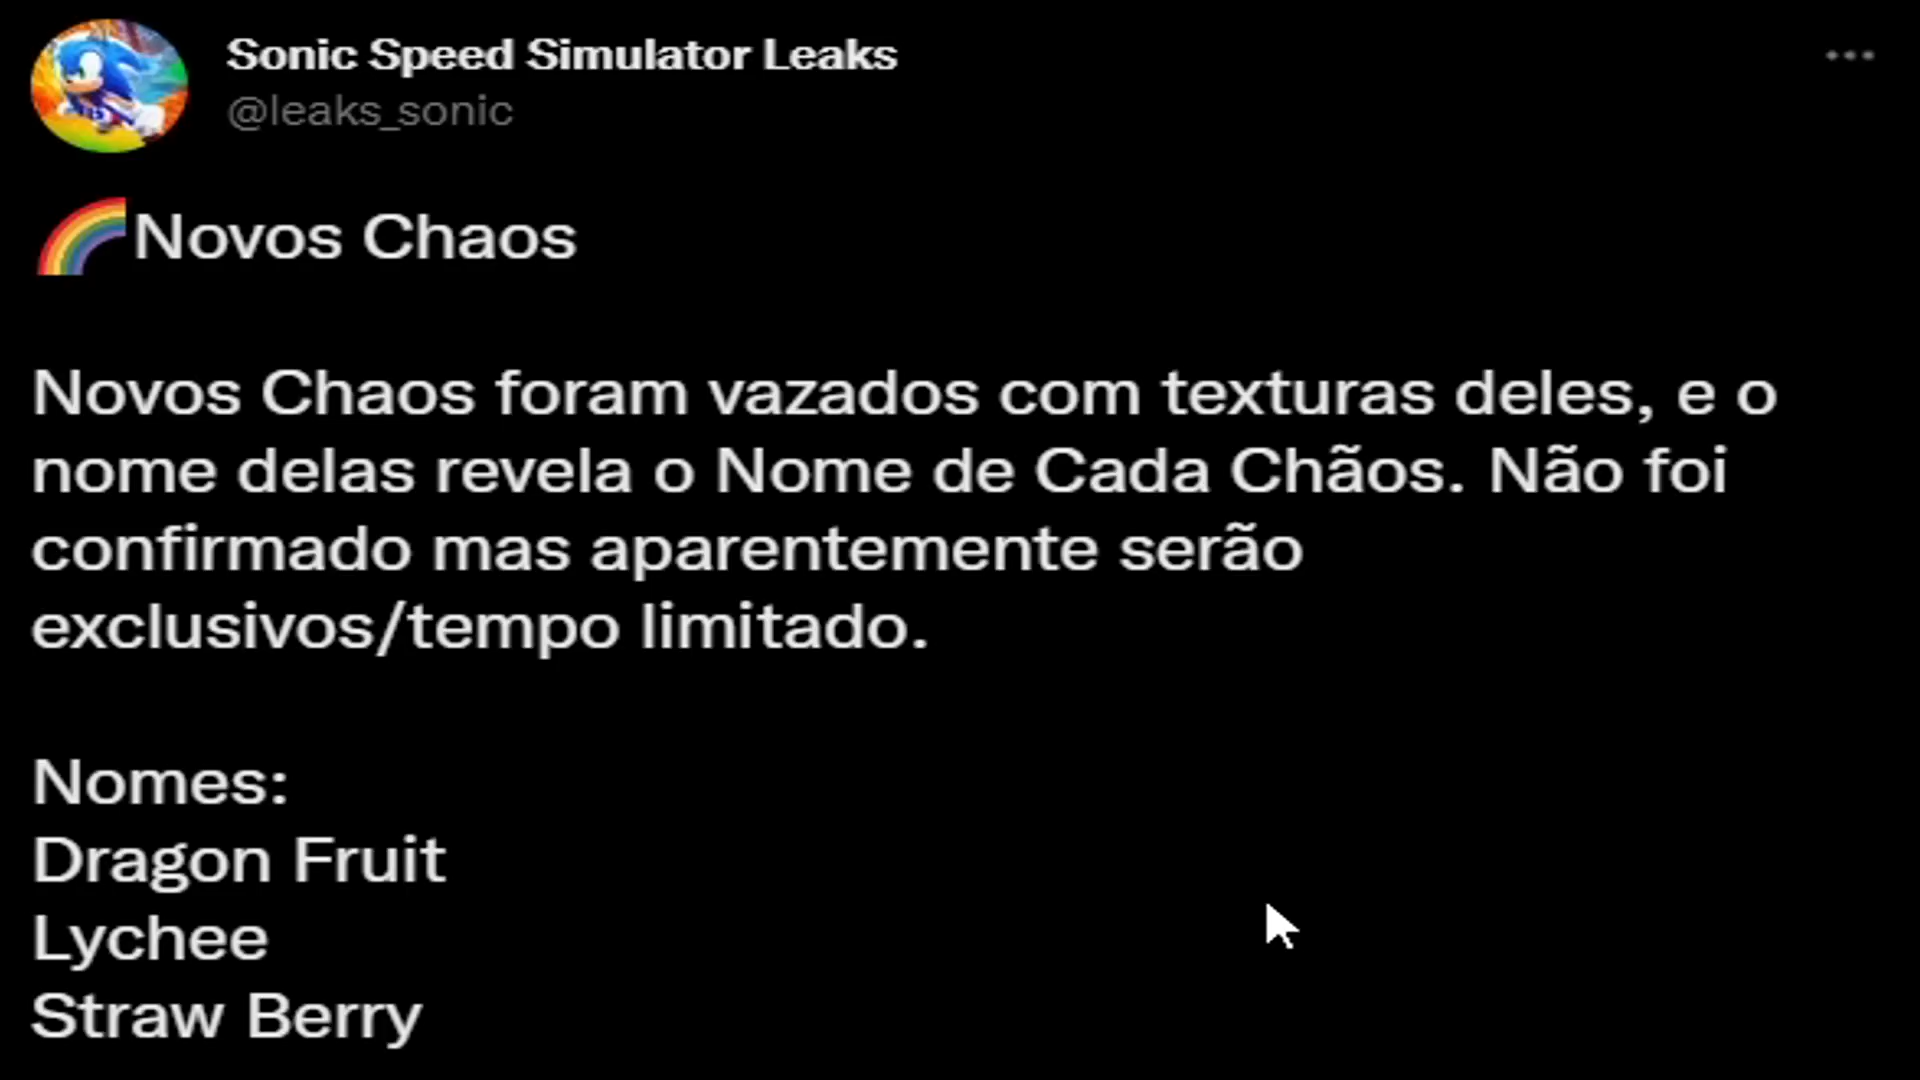 Sonic Speed Simulator Leaks
@leaks_sonic
🌈Novos Chaos
Novos Chaos foram vazados com texturas deles, e o
nome delas revela o Nome de Cada Chãos. Não foi
confirmado mas aparentemente serão
exclusivos/tempo limitado.
Nomes:
Dragon Fruit
Lychee
Straw Berry